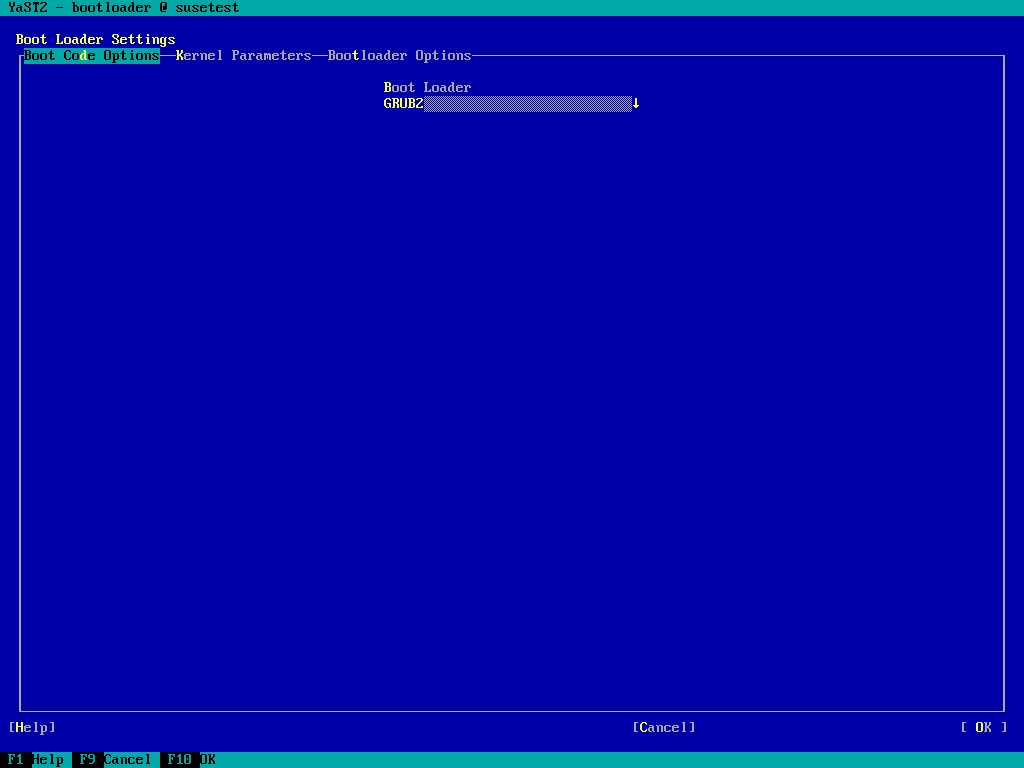 YaST2 - bootloader @ susetest
Boot Loader Settings
Boot Code Options Kernel Parameters Bootloader Options
Boot Loader
GRUB2 ↓
[Help] [Cancel] [ OK ]
F1 Help F9 Cancel F10 OK